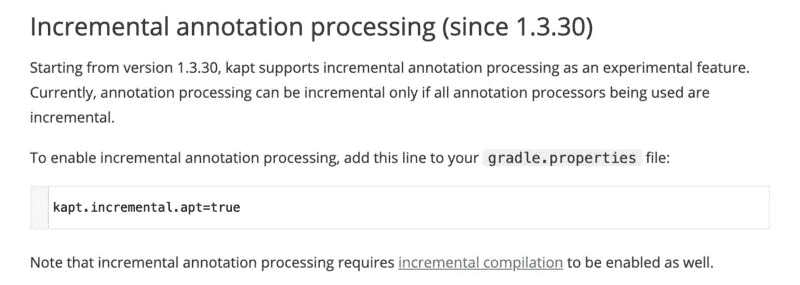 Incremental annotation processing (since 1.3.30)
Starting from version 1.3.30, kapt supports incremental annotation processing as an experimental feature.
Currently, annotation processing can be incremental only if all annotation processors being used are
incremental.
To enable incremental annotation processing, add this line to your gradle.properties file:
kapt.incremental.apt=true
Note that incremental annotation processing requires incremental compilation to be enabled as well.